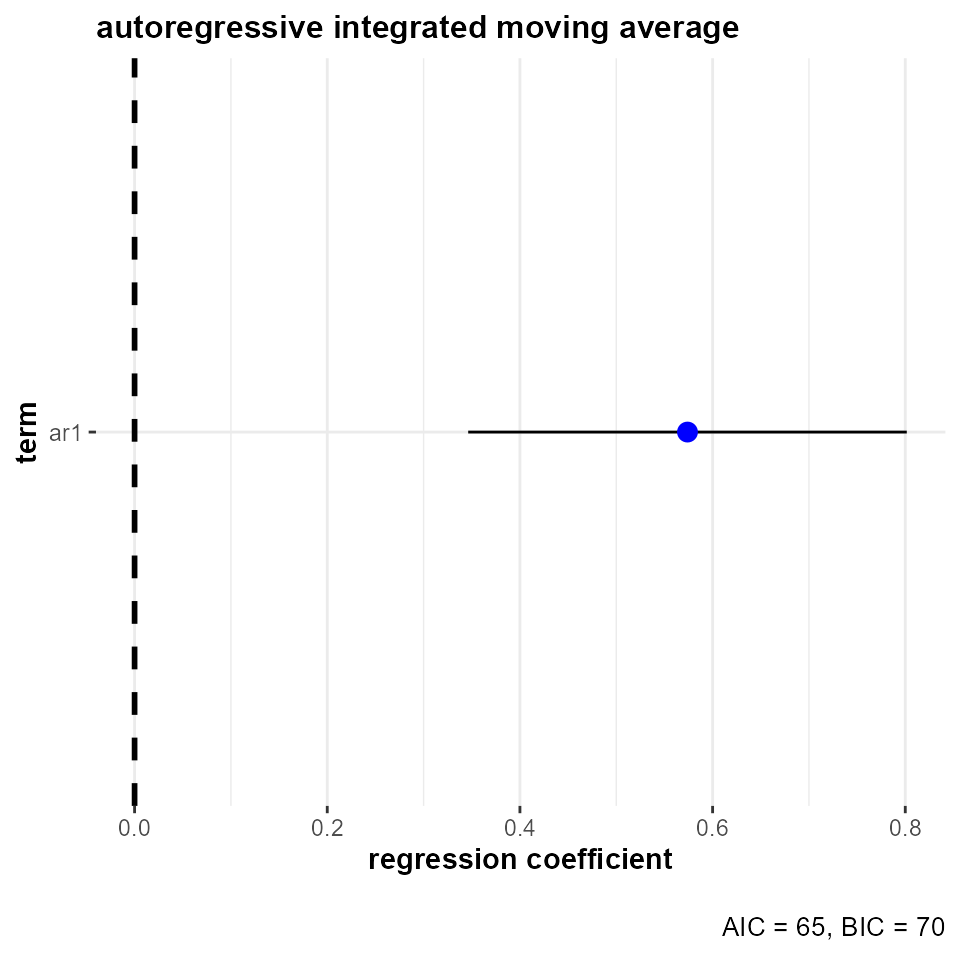 autoregressive integrated moving average
term
ar1
0.0 0.2 0.4 0.6 0.8
regression coefficient
AIC = 65, BIC = 70